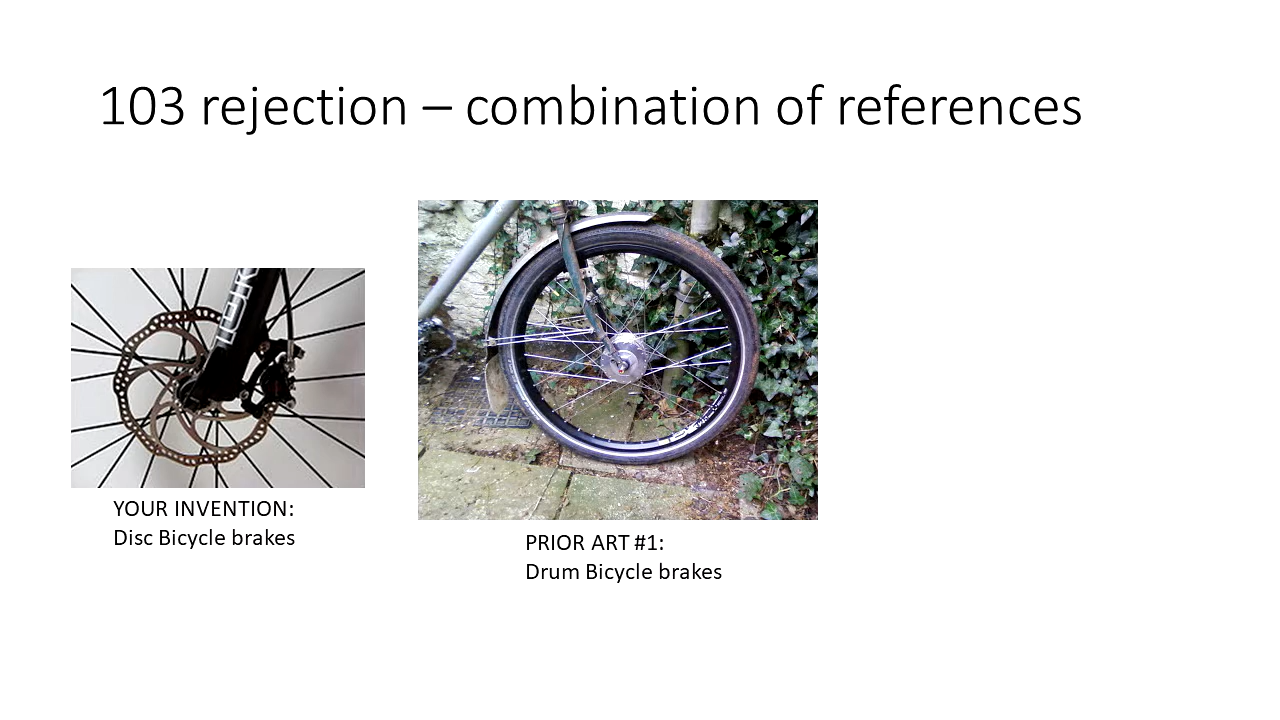 103 rejection – combination of references
YOUR INVENTION:
Disc Bicycle brakes
PRIOR ART #1:
Drum Bicycle brakes